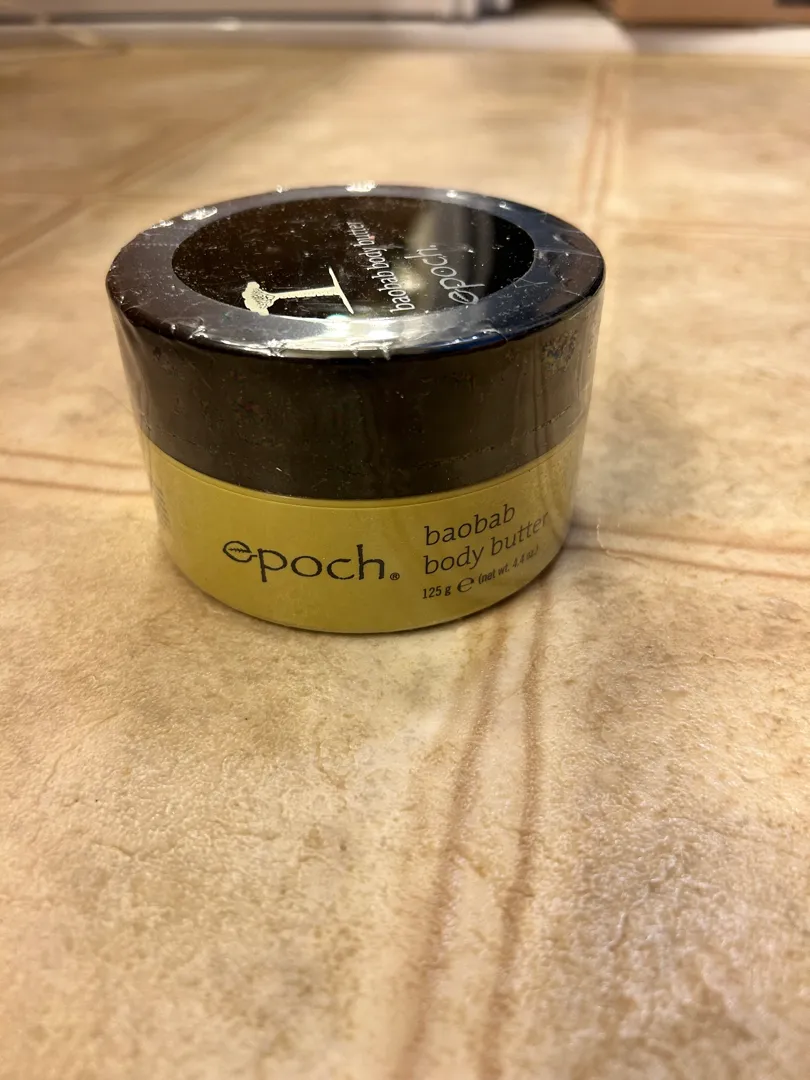 baobab body butter
epoch.
epoch®
baobab
body butter
125 g ℮ (net wt. 4.4 oz.)